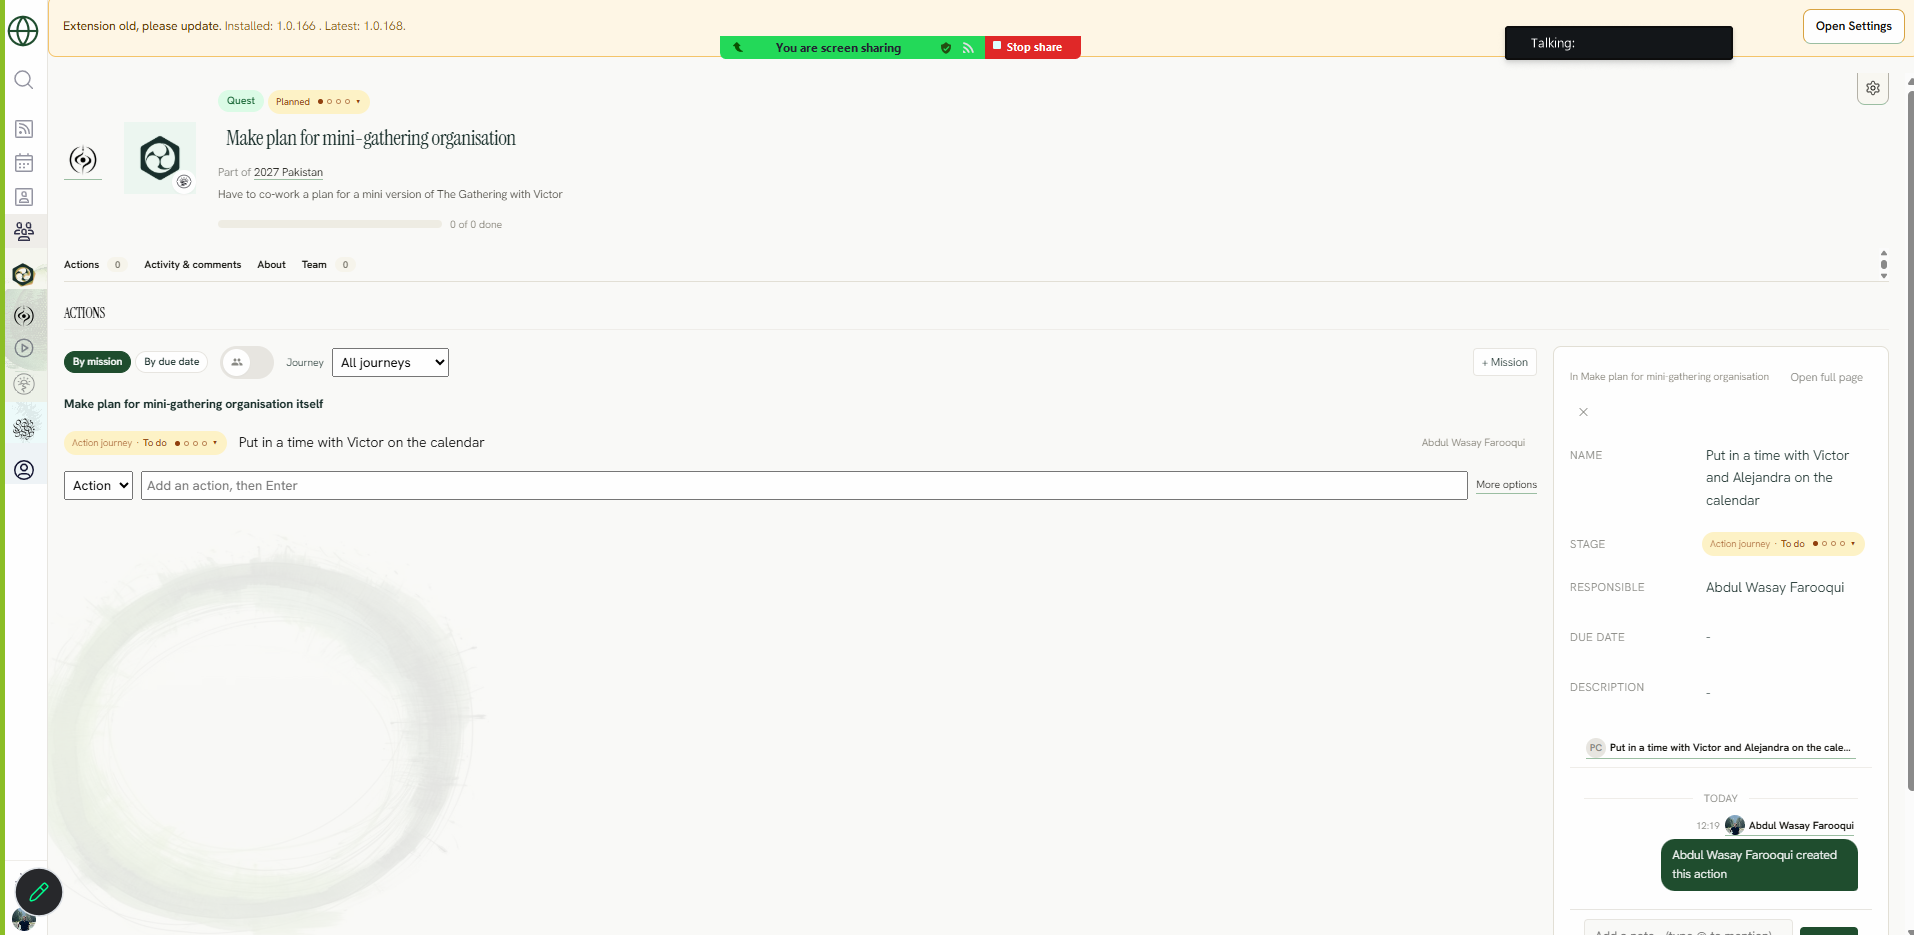 Extension old, please update. Installed: 1.0.166 . Latest: 1.0.168.
Open Settings
You are screen sharing
Stop share
Talking:
Quest
Planned
Make plan for mini-gathering organisation
Part of 2027 Pakistan
Have to co-work a plan for a mini version of The Gathering with Victor
0 of 0 done
Actions 0 Activity & comments About Team 0
ACTIONS
By mission By due date Journey All journeys + Mission
Make plan for mini-gathering organisation itself
Action journey · To do Put in a time with Victor on the calendar Abdul Wasay Farooqui
Action Add an action, then Enter More options
In Make plan for mini-gathering organisation Open full page
NAME Put in a time with Victor
and Alejandra on the
calendar
STAGE Action journey · To do
RESPONSIBLE Abdul Wasay Farooqui
DUE DATE -
DESCRIPTION -
PC Put in a time with Victor and Alejandra on the cale...
TODAY
12:19 Abdul Wasay Farooqui
Abdul Wasay Farooqui created
this action